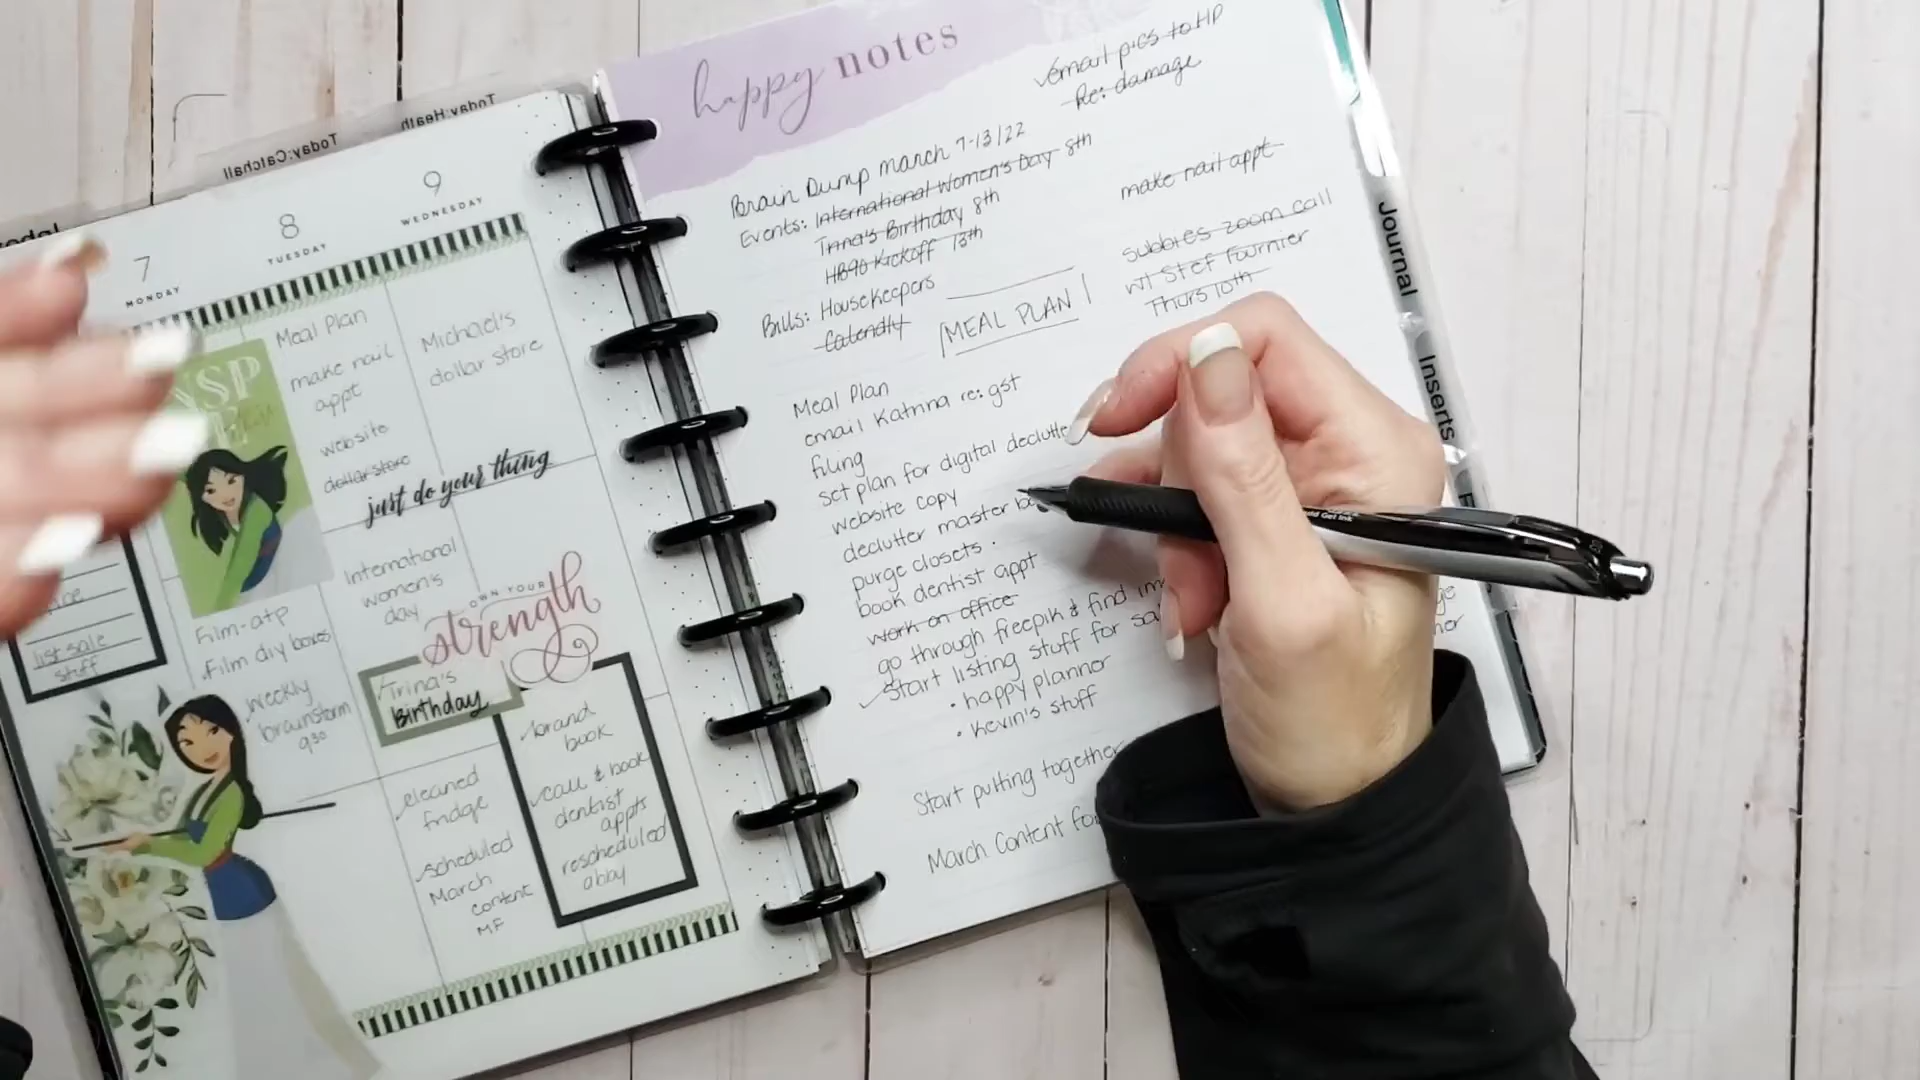 Today:Health
Today:Catchall
7
MONDAY
8
TUESDAY
9
WEDNESDAY
Meal Plan
make nail
appt
website
dollar store
Michael's
dollar store
just do your thing
list sale
stuff
Film-atp
Film diy boxes
weekly
brainstorm
9:30
International
women's
day
OWN YOUR
strength
Trina's
Birthday
cleaned
fridge
scheduled
March
content
MF
brand
book
call & book
dentist
appts
rescheduled
abby
happy notes
email pics to HP
Re: damage
Brain Dump march 7-13/22
Events: International Women's Day 8th
Trina's Birthday 8th
HB90 Kickoff 13th
Bills: Housekeepers
Calendly
MEAL PLAN
make nail appt
subbies zoom call
w/ Stef Fournier
Thurs 10th
Meal Plan
email Katrina re: gst
filing
set plan for digital declutte
website copy
declutter master
purge closets
book dentist appt
work on office
go through freepik & find im
start listing stuff for sa
• happy planner
• Kevin's stuff
Start putting together
March Content for
Journal
Inserts